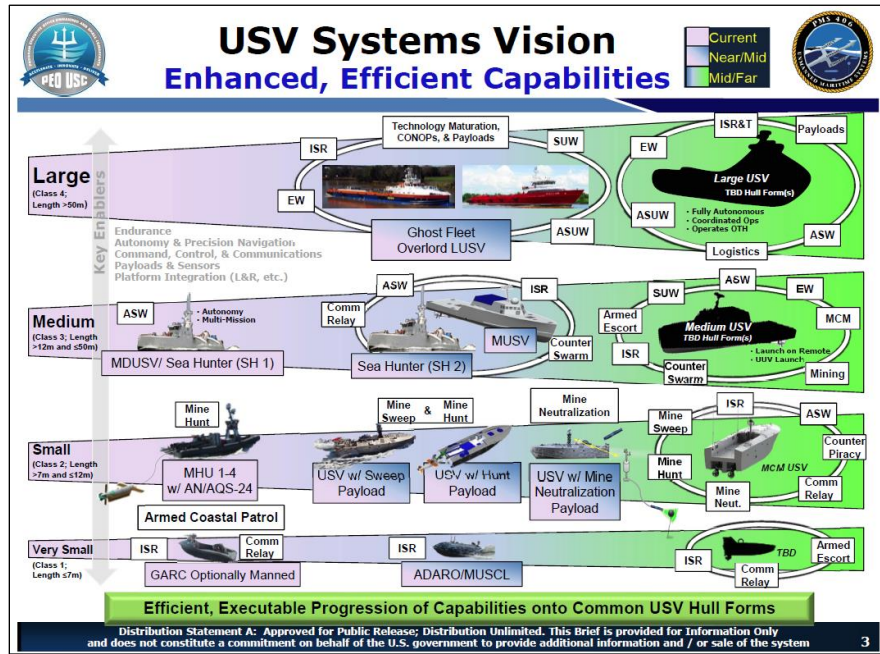 USV Systems Vision
Enhanced, Efficient Capabilities
Current
Near/Mid
Mid/Far
PEO USC
PMS 406
UNMANNED MARITIME SYSTEMS
Key Enablers
Large
(Class 4;
Length >50m)
ISR
Technology Maturation,
CONOPs, & Payloads
SUW
EW
ASUW
Ghost Fleet
Overlord LUSV
ISR&T
Payloads
EW
Large USV
TBD Hull Form(s)
ASUW
• Fully Autonomous
• Coordinated Ops
• Operates OTH
ASW
Logistics
Endurance
Autonomy & Precision Navigation
Command, Control, & Communications
Payloads & Sensors
Platform Integration (L&R, etc.)
Medium
(Class 3; Length
>12m and ≤50m)
ASW
• Autonomy
• Multi-Mission
MDUSV/ Sea Hunter (SH 1)
ASW
ISR
Comm
Relay
MUSV
Counter
Swarm
Sea Hunter (SH 2)
SUW
ASW
EW
Armed
Escort
MCM
Medium USV
TBD Hull Form(s)
ISR
• Launch on Remote
• UUV Launch
Counter
Swarm
Mining
Small
(Class 2; Length
>7m and ≤12m)
Mine
Hunt
MHU 1-4
w/ AN/AQS-24
Mine
Sweep
&
Mine
Hunt
USV w/ Sweep
Payload
USV w/ Hunt
Payload
Mine
Neutralization
USV w/ Mine
Neutralization
Payload
Mine
Sweep
ISR
ASW
Counter
Piracy
Mine
Hunt
MCM USV
Mine
Neut.
Comm
Relay
Armed Coastal Patrol
Very Small
(Class 1;
Length ≤7m)
ISR
Comm
Relay
GARC Optionally Manned
ISR
ADARO/MUSCL
ISR
TBD
Armed
Escort
Comm
Relay
Efficient, Executable Progression of Capabilities onto Common USV Hull Forms
Distribution Statement A: Approved for Public Release; Distribution Unlimited. This Brief is provided for Information Only
and does not constitute a commitment on behalf of the U.S. government to provide additional information and / or sale of the system
3